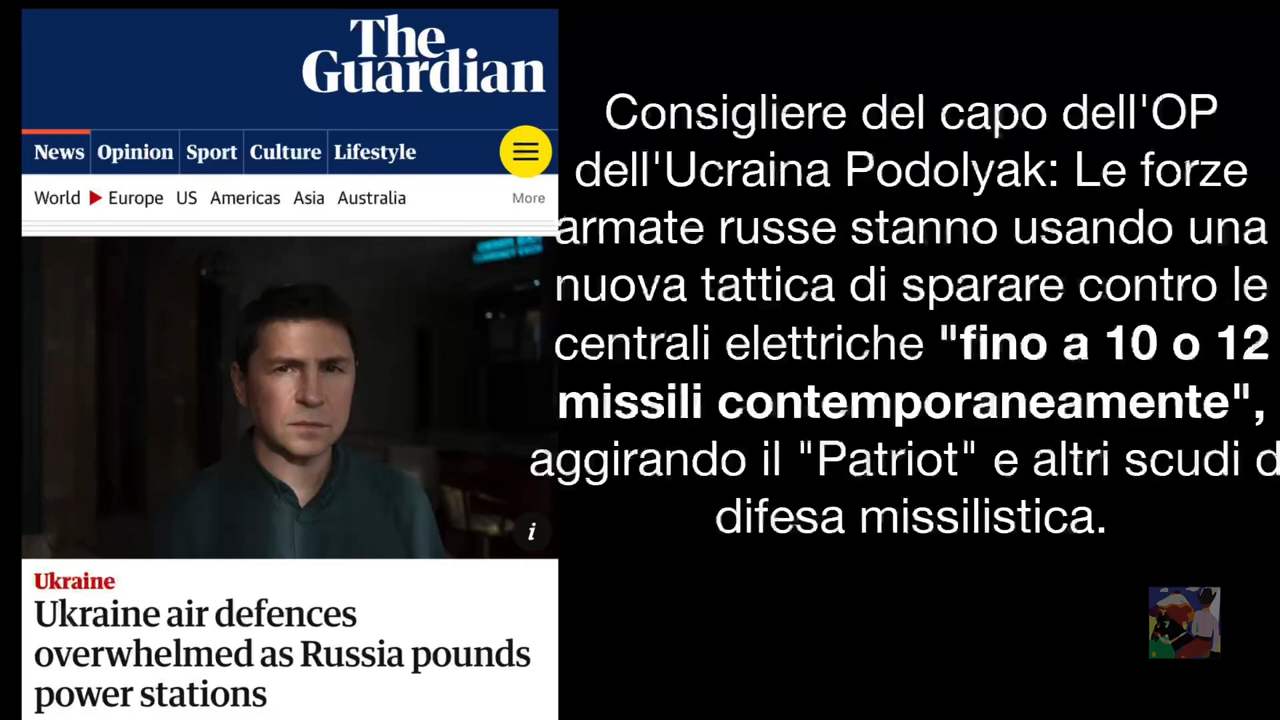 The
Guardian
News Opinion Sport Culture Lifestyle
World Europe US Americas Asia Australia More
i
Ukraine
Ukraine air defences
overwhelmed as Russia pounds
power stations
Consigliere del capo dell'OP
dell'Ucraina Podolyak: Le forze
armate russe stanno usando una
nuova tattica di sparare contro le
centrali elettriche "fino a 10 o 12
missili contemporaneamente",
aggirando il "Patriot" e altri scudi d
difesa missilistica.